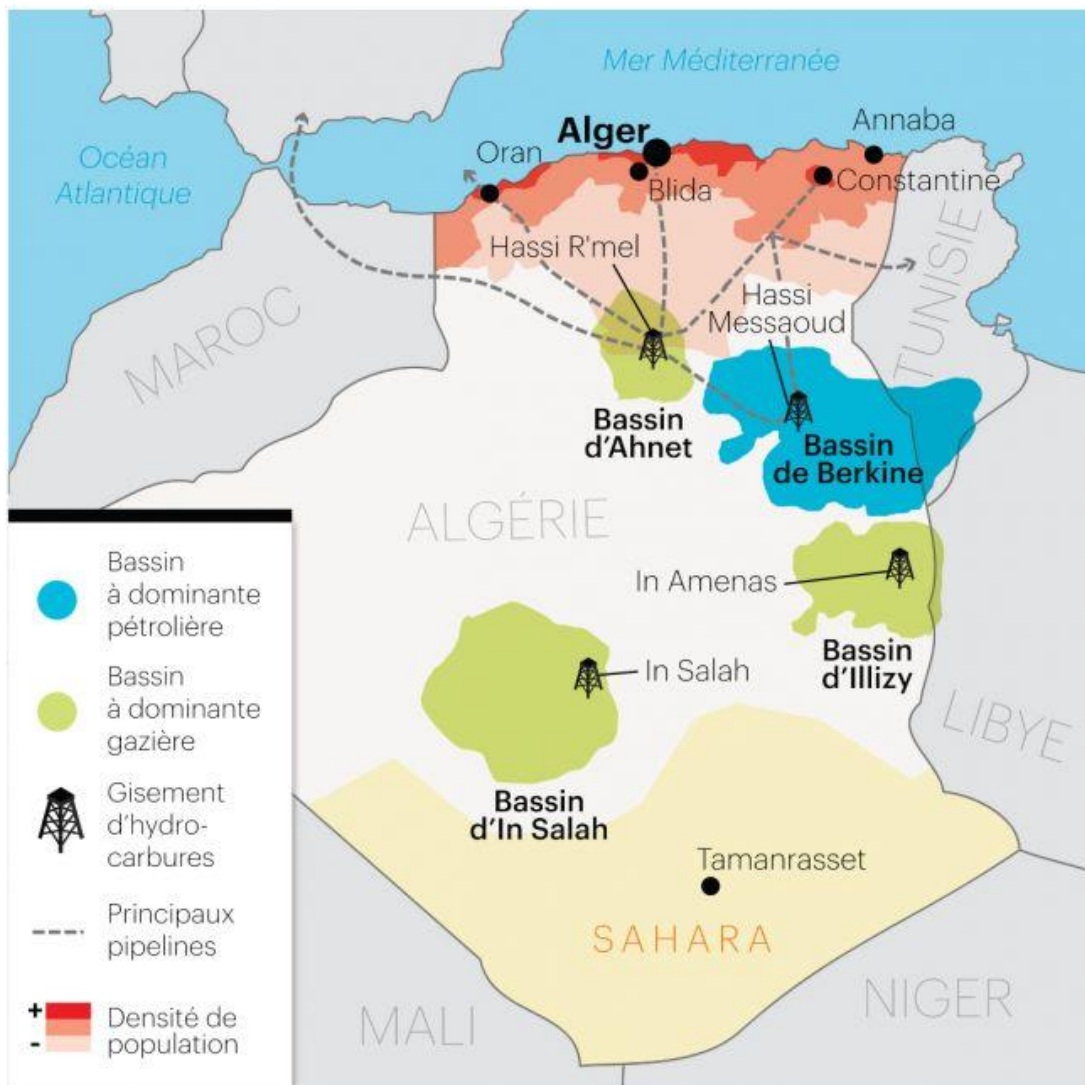 Mer Méditerranée
Océan
Atlantique
Alger
Annaba
Oran
Blida
Constantine
Hassi R'mel
Hassi
Messaoud
MAROC
TUNISIE
Bassin
d'Ahnet
Bassin
de Berkine
ALGÉRIE
In Amenas
Bassin
d'Illizy
In Salah
LIBYE
Bassin
d'In Salah
Tamanrasset
SAHARA
MALI
NIGER
Bassin
à dominante
pétrolière
Bassin
à dominante
gazière
Gisement
d'hydro-
carbures
Principaux
pipelines
+
-
Densité de
population